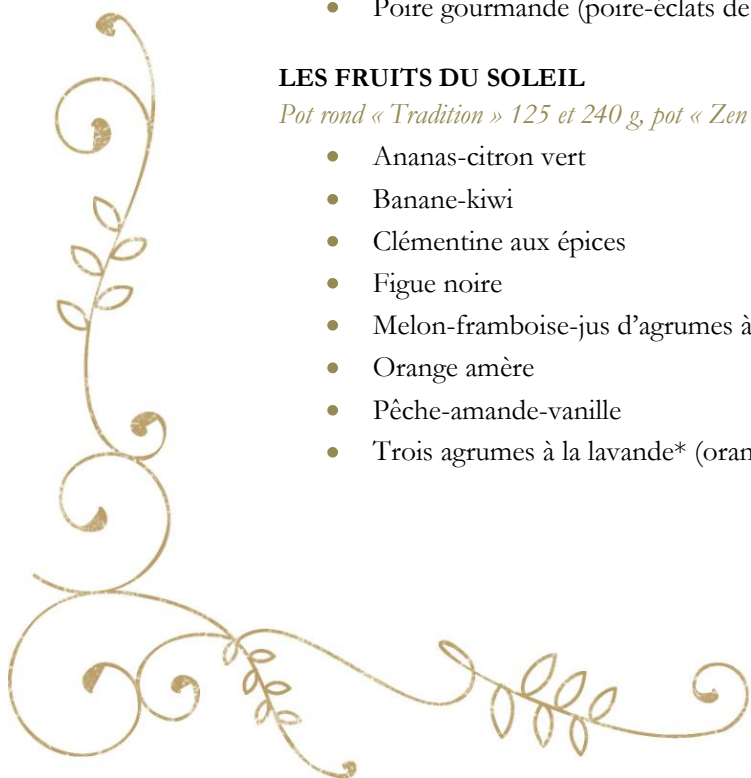 Poire gourmande (poire-éclats de
LES FRUITS DU SOLEIL
Pot rond « Tradition » 125 et 240 g, pot « Zen
Ananas-citron vert
Banane-kiwi
Clémentine aux épices
Figue noire
Melon-framboise-jus d’agrumes à
Orange amère
Pêche-amande-vanille
Trois agrumes à la lavande* (oran